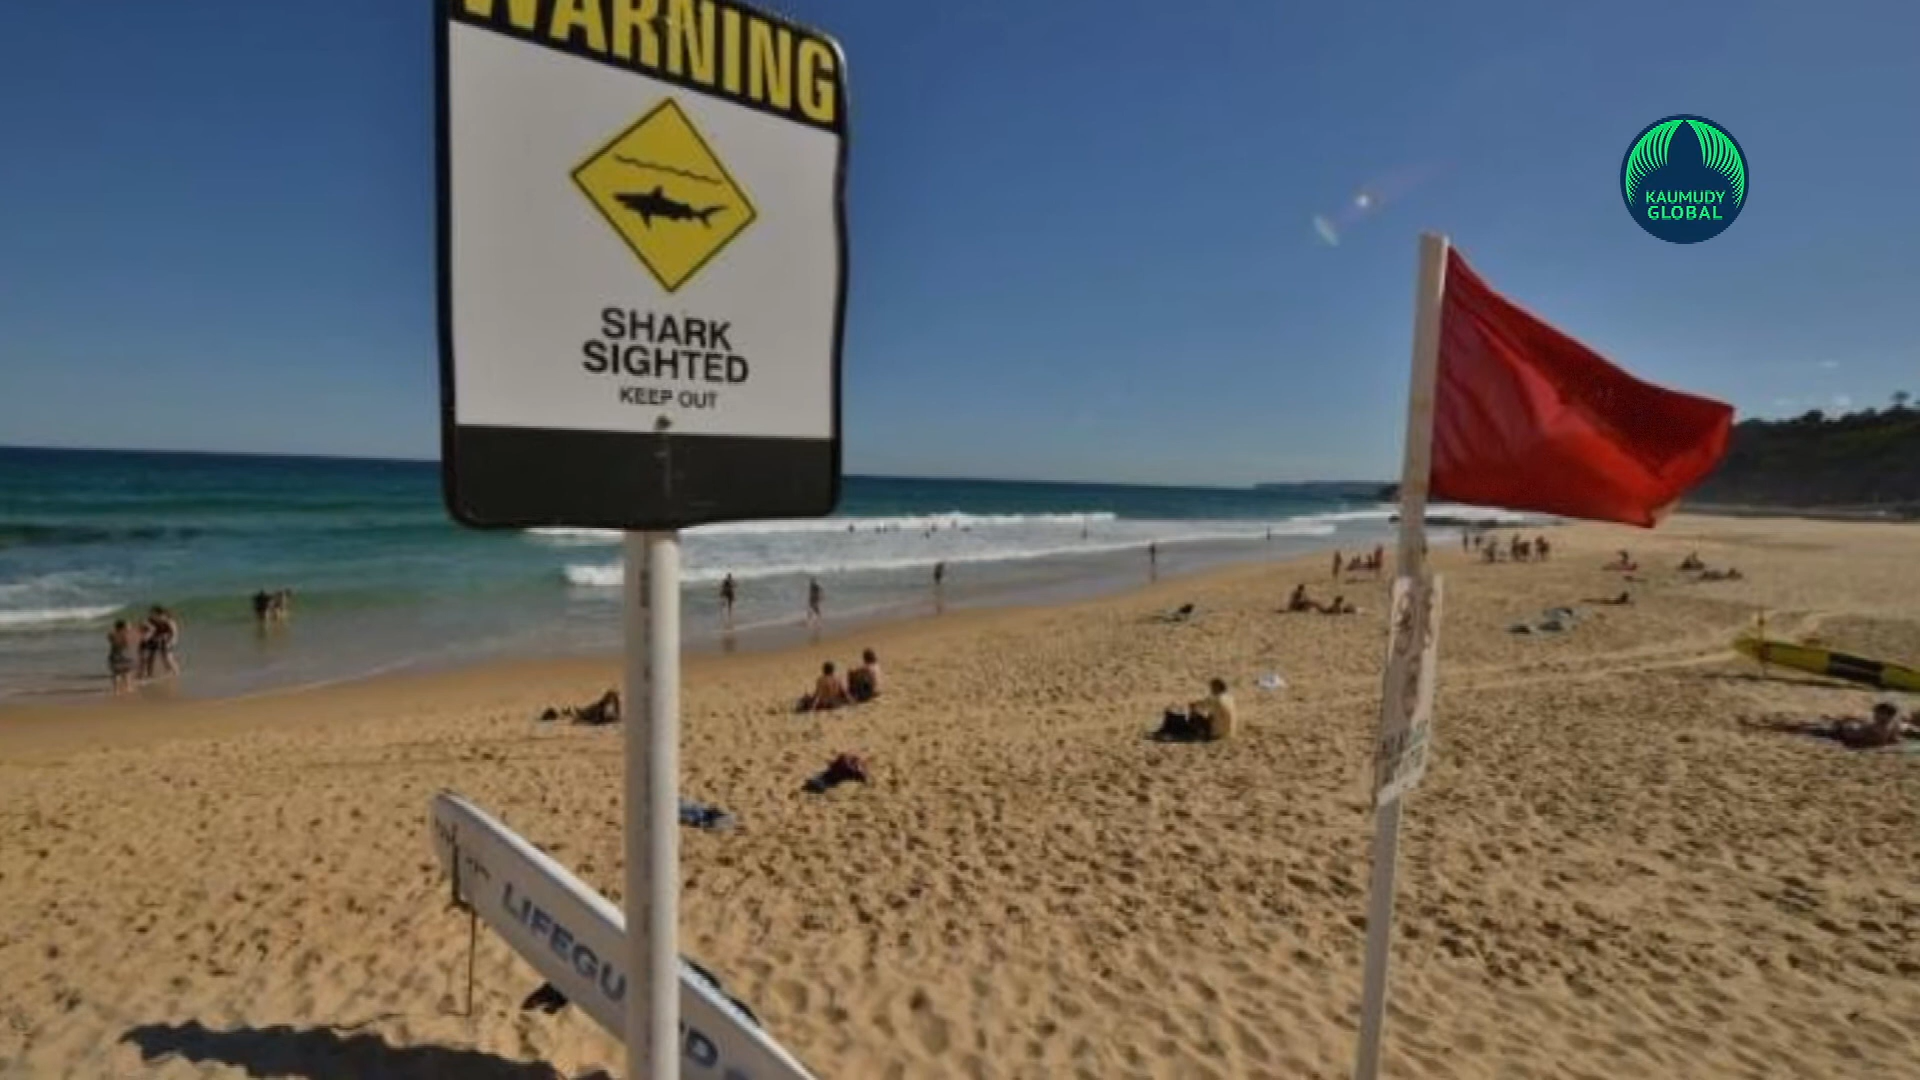 WARNING
SHARK
SIGHTED
KEEP OUT
KAUMUDY
GLOBAL
LIFEGU